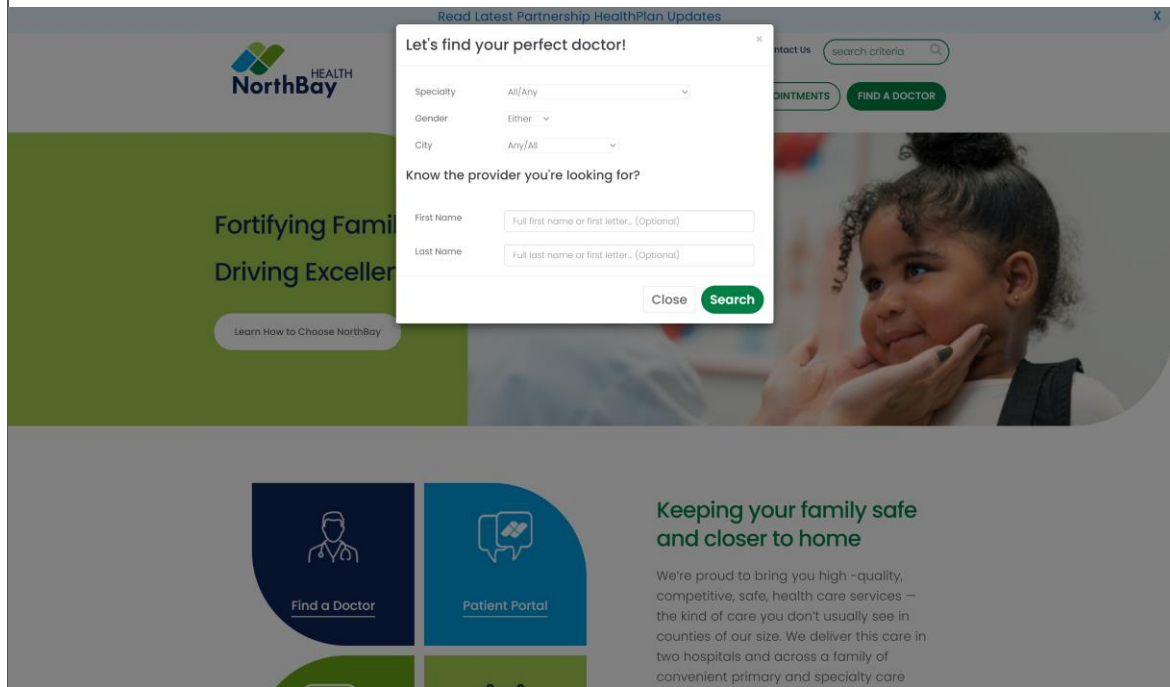 Read Latest Partnership HealthPlan Updates
X
NorthBay HEALTH
Let's find your perfect doctor!
×
Contact Us
search criteria
FIND A DOCTOR
Specialty All/Any
Gender Either
City Any/All
Know the provider you're looking for?
First Name Full first name or first letter... (Optional)
Last Name Full last name or first letter... (Optional)
Close Search
Fortifying
Driving
Learn How to Choose NorthBay
Find a Doctor
Patient Portal
Keeping your family safe
and closer to home
We're proud to bring you high -quality,
competitive, safe, health care services —
the kind of care you don't usually see in
counties of our size. We deliver this care in
two hospitals and across a family of
convenient primary and specialty care